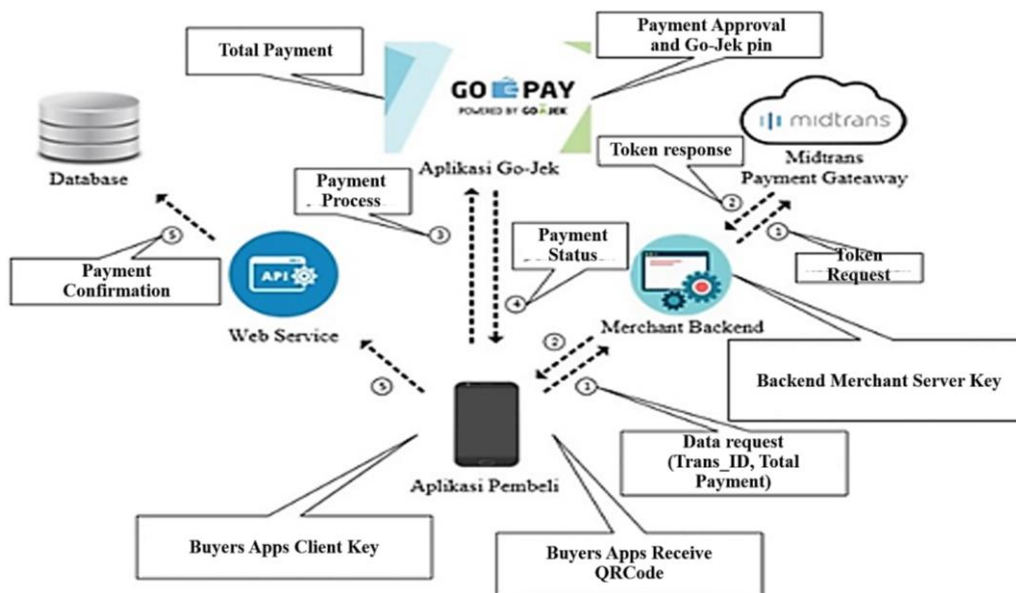 Total Payment
Payment Approval
and Go-Jek pin
GO PAY
POWERED BY GOJEK
midtrans
Database
Aplikasi Go-Jek
Token response
Midtrans
Payment Gateaway
Payment
Process
2
1
3
5
Payment
Status
Token
Request
Payment
Confirmation
API
4
Web Service
Merchant Backend
2
Backend Merchant Server Key
5
1
Data request
(Trans_ID, Total
Payment)
Aplikasi Pembeli
Buyers Apps Client Key
Buyers Apps Receive
QRCode